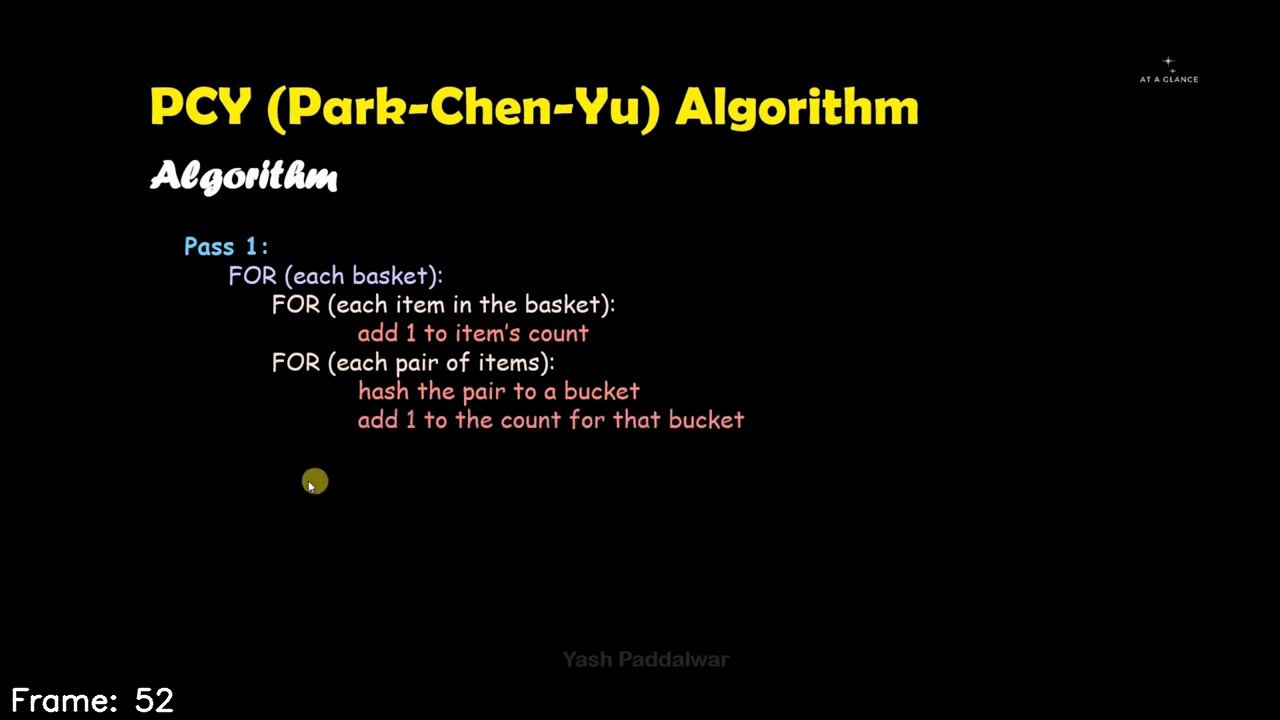 AT A GLANCE
PCY (Park-Chen-Yu) Algorithm
Algorithm
Pass 1:
FOR (each basket):
FOR (each item in the basket):
add 1 to item's count
FOR (each pair of items):
hash the pair to a bucket
add 1 to the count for that bucket
Yash Paddalwar
Frame: 52